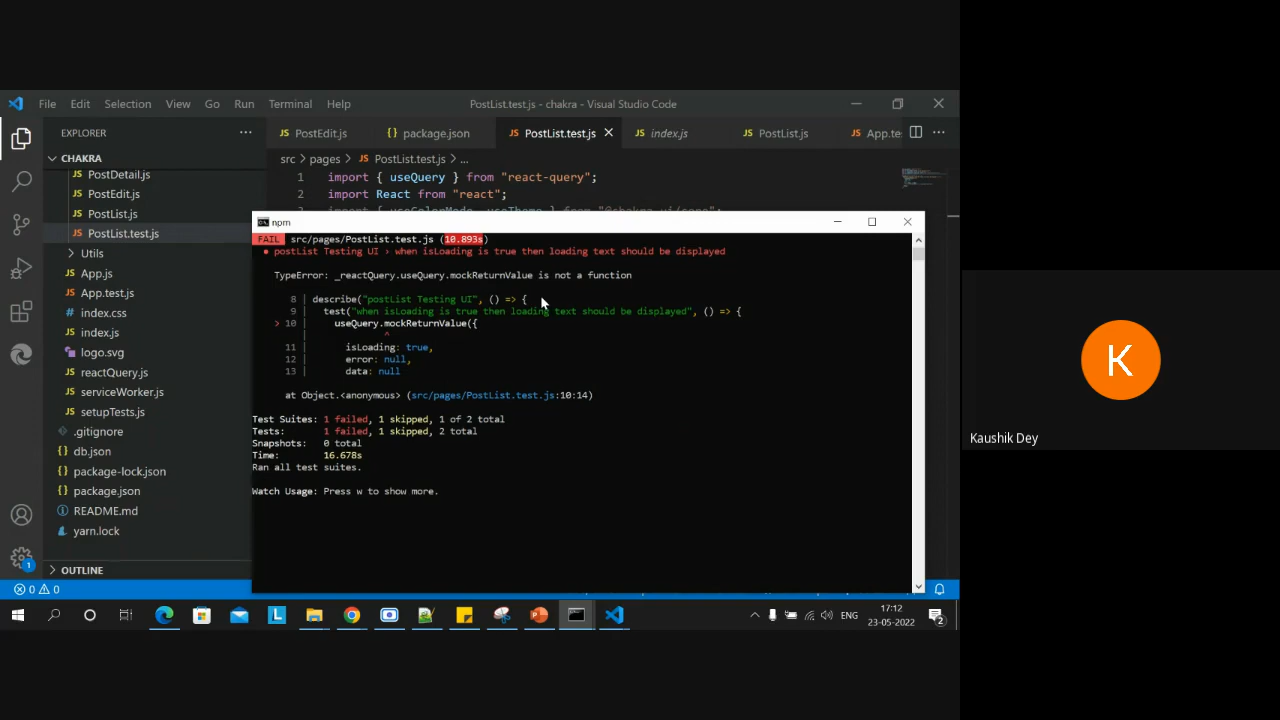 File Edit Selection View Go Run Terminal Help PostList.test.js - chakra - Visual Studio Code
EXPLORER ...
PostEdit.js package.json PostList.test.js index.js PostList.js App.te
CHAKRA
PostDetail.js
PostEdit.js
PostList.js
PostList.test.js
Utils
App.js
App.test.js
index.css
index.js
logo.svg
reactQuery.js
serviceWorker.js
setupTests.js
.gitignore
db.json
package-lock.json
package.json
README.md
yarn.lock
OUTLINE
src > pages > PostList.test.js > ...
1 import { useQuery } from "react-query";
2 import React from "react";
npm
FAIL src/pages/PostList.test.js (10.893s)
● postList Testing UI › when isLoading is true then loading text should be displayed
TypeError: _reactQuery.useQuery.mockReturnValue is not a function
8 | describe("postList Testing UI", () => {
9 | test("when isLoading is true then loading text should be displayed", () => {
> 10 | useQuery.mockReturnValue({
| ^
11 | isLoading: true,
12 | error: null,
13 | data: null
at Object.<anonymous> (src/pages/PostList.test.js:10:14)
Test Suites: 1 failed, 1 skipped, 1 of 2 total
Tests: 1 failed, 1 skipped, 2 total
Snapshots: 0 total
Time: 16.678s
Ran all test suites.
Watch Usage: Press w to show more.
1
0 0
L
ENG
17:12
23-05-2022
2
K
Kaushik Dey